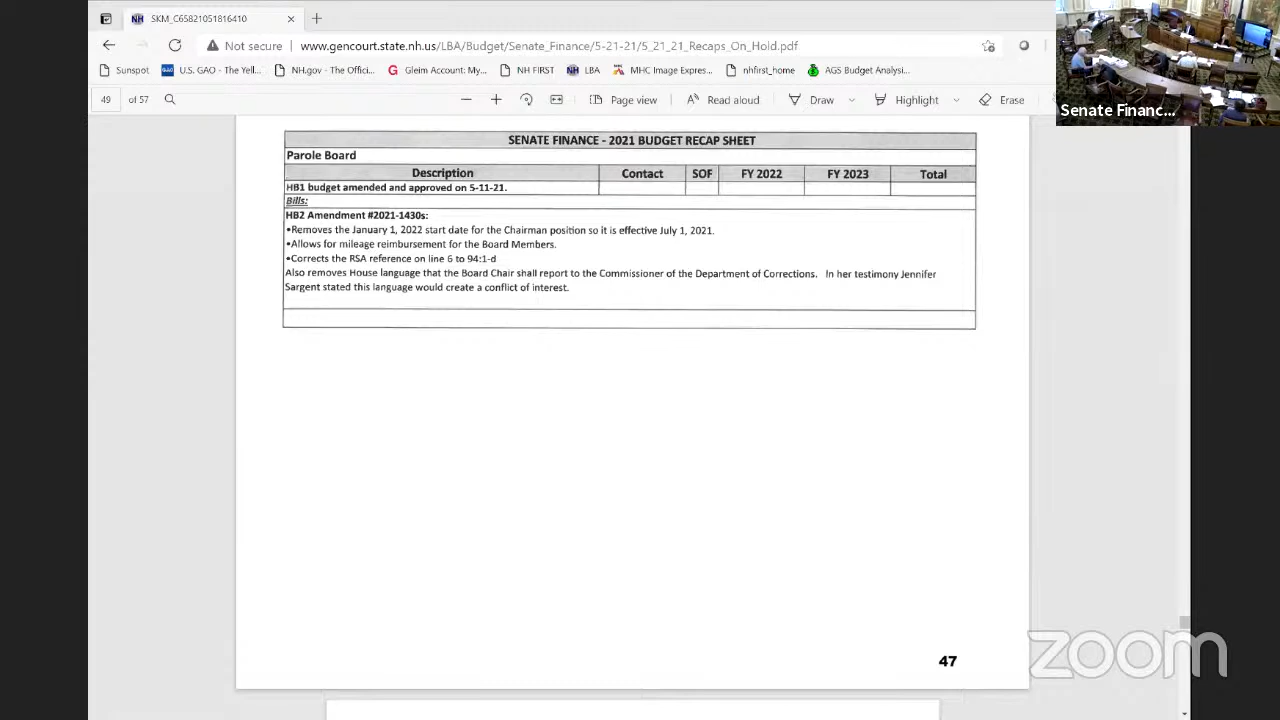 SKM_C65821051816410
Not secure | www.gencourt.state.nh.us/LBA/Budget/Senate_Finance/5-21-21/5_21_21_Recaps_On_Hold.pdf
Sunspot U.S. GAO - The Yell... NH.gov - The Offici... Gleim Account: My... NH FIRST LBA MHC Image Expres... nhfirst_home AGS Budget Analysi...
49 of 57 Page view Read aloud Draw Highlight Erase
Senate Financ...
SENATE FINANCE - 2021 BUDGET RECAP SHEET
Parole Board
Description Contact SOF FY 2022 FY 2023 Total
HB1 budget amended and approved on 5-11-21.
Bills:
HB2 Amendment #2021-1430s:
•Removes the January 1, 2022 start date for the Chairman position so it is effective July 1, 2021.
•Allows for mileage reimbursement for the Board Members.
•Corrects the RSA reference on line 6 to 94:1-d
Also removes House language that the Board Chair shall report to the Commissioner of the Department of Corrections. In her testimony Jennifer
Sargent stated this language would create a conflict of interest.
47
zoom